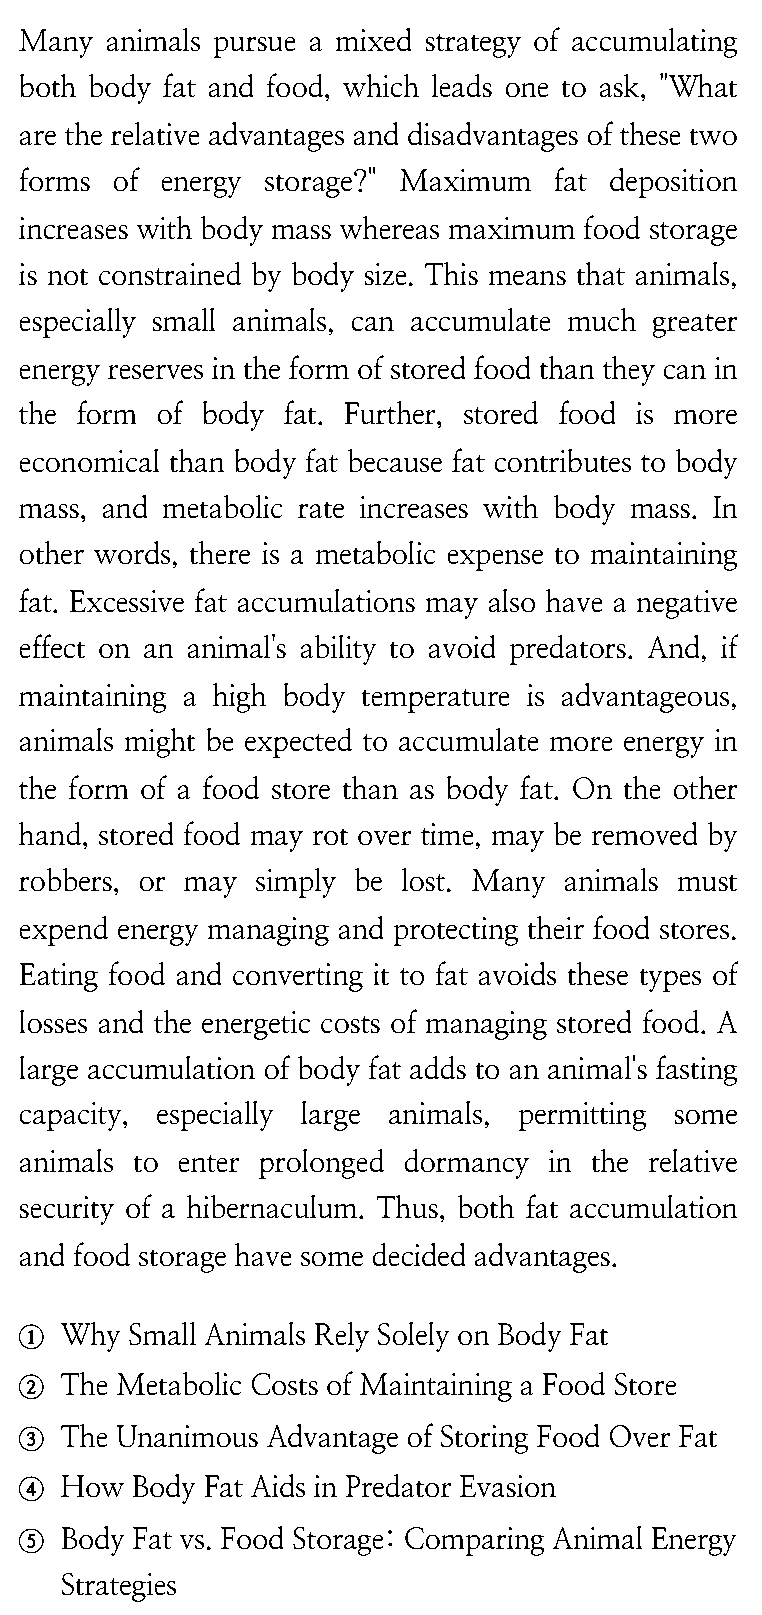 Many animals pursue a mixed strategy of accumulating
both body fat and food, which leads one to ask, "What
are the relative advantages and disadvantages of these two
forms of energy storage?" Maximum fat deposition
increases with body mass whereas maximum food storage
is not constrained by body size. This means that animals,
especially small animals, can accumulate much greater
energy reserves in the form of stored food than they can in
the form of body fat. Further, stored food is more
economical than body fat because fat contributes to body
mass, and metabolic rate increases with body mass. In
other words, there is a metabolic expense to maintaining
fat. Excessive fat accumulations may also have a negative
effect on an animal's ability to avoid predators. And, if
maintaining a high body temperature is advantageous,
animals might be expected to accumulate more energy in
the form of a food store than as body fat. On the other
hand, stored food may rot over time, may be removed by
robbers, or may simply be lost. Many animals must
expend energy managing and protecting their food stores.
Eating food and converting it to fat avoids these types of
losses and the energetic costs of managing stored food. A
large accumulation of body fat adds to an animal's fasting
capacity, especially large animals, permitting some
animals to enter prolonged dormancy in the relative
security of a hibernaculum. Thus, both fat accumulation
and food storage have some decided advantages.
① Why Small Animals Rely Solely on Body Fat
② The Metabolic Costs of Maintaining a Food Store
③ The Unanimous Advantage of Storing Food Over Fat
④ How Body Fat Aids in Predator Evasion
⑤ Body Fat vs. Food Storage: Comparing Animal Energy
Strategies